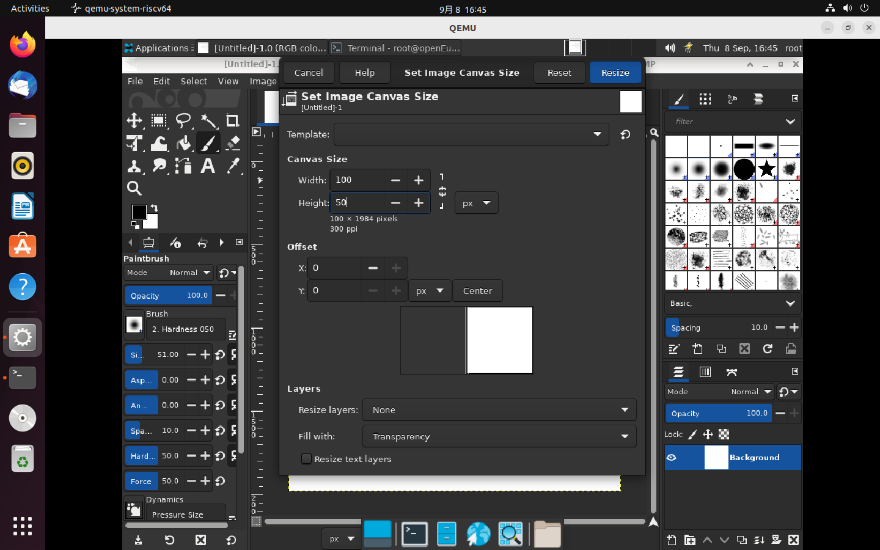 Activities
qemu-system-riscv64
9月 8 16:45
QEMU
Applications
[Untitled]-1.0 (RGB colo...
Terminal - root@openEu...
Thu 8 Sep, 16:45
root
[Untitled]-1.
MP
File
Edit
Select
View
Image
Cancel
Help
Set Image Canvas Size
Reset
Resize
Set Image Canvas Size
[Untitled]-1
Template:
Canvas Size
Width:
100
Height:
50
px
100 × 1984 pixels
300 ppi
Offset
X:
0
Y:
0
px
Center
Layers
Resize layers:
None
Fill with:
Transparency
Resize text layers
Paintbrush
Mode
Normal
Opacity
100.0
Brush
2. Hardness 050
Si...
51.00
Asp...
0.00
An...
0.00
Spa...
10.0
Hard...
50.0
Force
50.0
Dynamics
Pressure Size
px
filter
Basic,
Spacing
10.0
Mode
Normal
Opacity
100.0
Lock:
Background